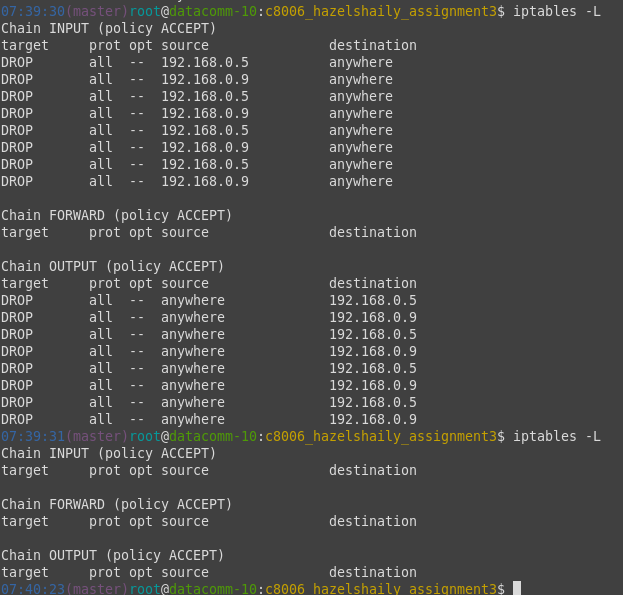 07:39:30(master)root@datacomm-10:c8006_hazelshaily_assignment3$ iptables -L
Chain INPUT (policy ACCEPT)
target     prot opt source               destination
DROP       all  --  192.168.0.5          anywhere
DROP       all  --  192.168.0.9          anywhere
DROP       all  --  192.168.0.5          anywhere
DROP       all  --  192.168.0.9          anywhere
DROP       all  --  192.168.0.5          anywhere
DROP       all  --  192.168.0.9          anywhere
DROP       all  --  192.168.0.5          anywhere
DROP       all  --  192.168.0.9          anywhere

Chain FORWARD (policy ACCEPT)
target     prot opt source               destination

Chain OUTPUT (policy ACCEPT)
target     prot opt source               destination
DROP       all  --  anywhere             192.168.0.5
DROP       all  --  anywhere             192.168.0.9
DROP       all  --  anywhere             192.168.0.5
DROP       all  --  anywhere             192.168.0.9
DROP       all  --  anywhere             192.168.0.5
DROP       all  --  anywhere             192.168.0.9
DROP       all  --  anywhere             192.168.0.5
DROP       all  --  anywhere             192.168.0.9
07:39:31(master)root@datacomm-10:c8006_hazelshaily_assignment3$ iptables -L
Chain INPUT (policy ACCEPT)
target     prot opt source               destination

Chain FORWARD (policy ACCEPT)
target     prot opt source               destination

Chain OUTPUT (policy ACCEPT)
target     prot opt source               destination
07:40:23(master)root@datacomm-10:c8006_hazelshaily_assignment3$